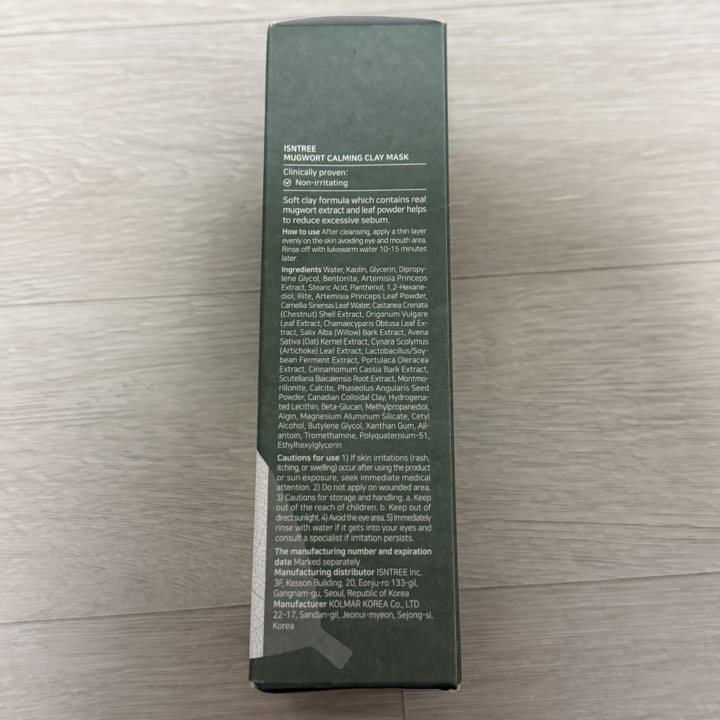 ISNTREE
MUGWORT CALMING CLAY MASK
Clinically proven:
Non-irritating
Soft clay formula which contains real
mugwort extract and leaf powder helps
to reduce excessive sebum.
How to use After cleansing, apply a thin layer
evenly on the skin avoiding eye and mouth area.
Rinse off with lukewarm water 10-15 minutes
later.
Ingredients Water, Kaolin, Glycerin, Dipropy-
lene Glycol, Bentonite, Artemisia Princeps
Extract, Stearic Acid, Panthenol, 1,2-Hexane-
diol, Illite, Artemisia Princeps Leaf Powder,
Camellia Sinensis Leaf Water, Castanea Crenata
(Chestnut) Shell Extract, Origanum Vulgare
Leaf Extract, Chamaecyparis Obtusa Leaf Ex-
tract, Salix Alba (Willow) Bark Extract, Avena
Sativa (Oat) Kernel Extract, Cynara Scolymus
(Artichoke) Leaf Extract, Lactobacillus/Soy-
bean Ferment Extract, Portulaca Oleracea
Extract, Cinnamomum Cassia Bark Extract,
Scutellaria Baicalensis Root Extract, Montmo-
rillonite, Calcite, Phaseolus Angularis Seed
Powder, Canadian Colloidal Clay, Hydrogena-
ted Lecithin, Beta-Glucan, Methylpropanediol,
Algin, Magnesium Aluminum Silicate, Cetyl
Alcohol, Butylene Glycol, Xanthan Gum, All-
antoin, Tromethamine, Polyquaternium-51,
Ethylhexylglycerin
Cautions for use 1) If skin irritations (rash,
itching, or swelling) occur after using the product
or sun exposure, seek immediate medical
attention. 2) Do not apply on wounded area.
3) Cautions for storage and handling. a. Keep
out of the reach of children. b. Keep out of
direct sunlight. 4) Avoid the eye area. 5) Immediately
rinse with water if it gets into your eyes and
consult a specialist if irritation persists.
The manufacturing number and expiration
date Marked separately
Manufacturing distributor ISNTREE Inc.
3F, Kesson Building, 20, Eonju-ro 133-gil,
Gangnam-gu, Seoul, Republic of Korea
Manufacturer KOLMAR KOREA Co., LTD
22-17, Sandan-gil, Jeonui-myeon, Sejong-si,
Korea